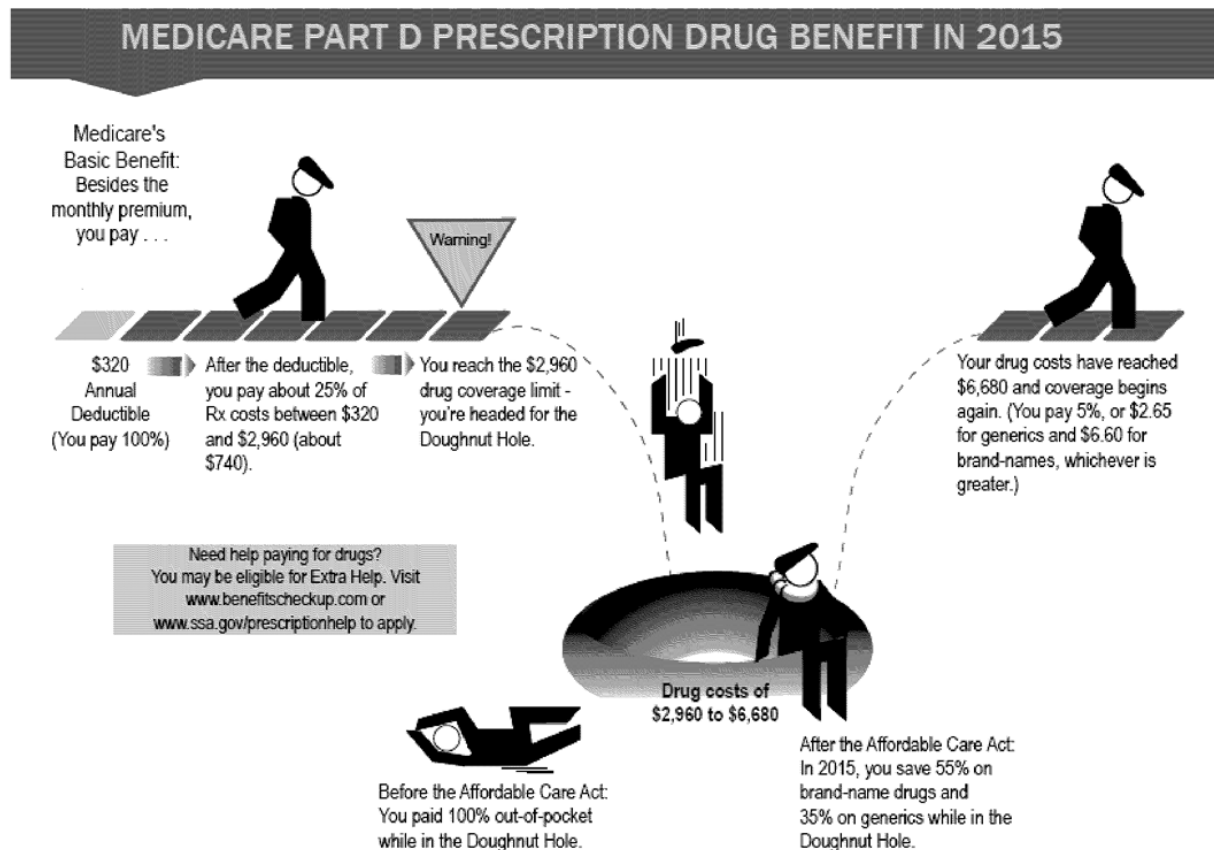 MEDICARE PART D PRESCRIPTION DRUG BENEFIT IN 2015
Medicare's
Basic Benefit:
Besides the
monthly premium,
you pay . . .
Warning!
$320
Annual
Deductible
(You pay 100%)
After the deductible,
you pay about 25% of
Rx costs between $320
and $2,960 (about
$740).
You reach the $2,960
drug coverage limit -
you're headed for the
Doughnut Hole.
Your drug costs have reached
$6,680 and coverage begins
again. (You pay 5%, or $2.65
for generics and $6.60 for
brand-names, whichever is
greater.)
Need help paying for drugs?
You may be eligible for Extra Help. Visit
www.benefitscheckup.com or
www.ssa.gov/prescriptionhelp to apply.
Drug costs of
$2,960 to $6,680
Before the Affordable Care Act:
You paid 100% out-of-pocket
while in the Doughnut Hole.
After the Affordable Care Act:
In 2015, you save 55% on
brand-name drugs and
35% on generics while in the
Doughnut Hole.